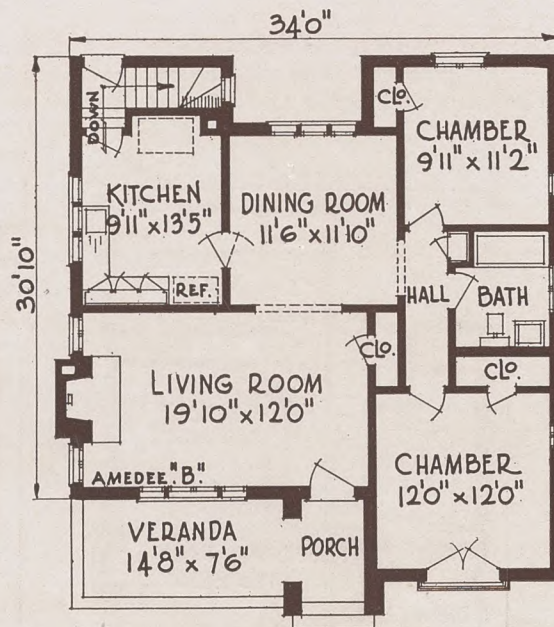 34'0"
CLO.
CHAMBER
9'11" x 11'2"
DOWN
KITCHEN
9'11" x 13'5"
DINING ROOM
11'6" x 11'10"
30'10"
REF.
HALL
BATH
CLO.
CLO.
LIVING ROOM
19'10" x 12'0"
AMEDEE "B".
CHAMBER
12'0" x 12'0"
VERANDA
14'8" x 7'6"
PORCH